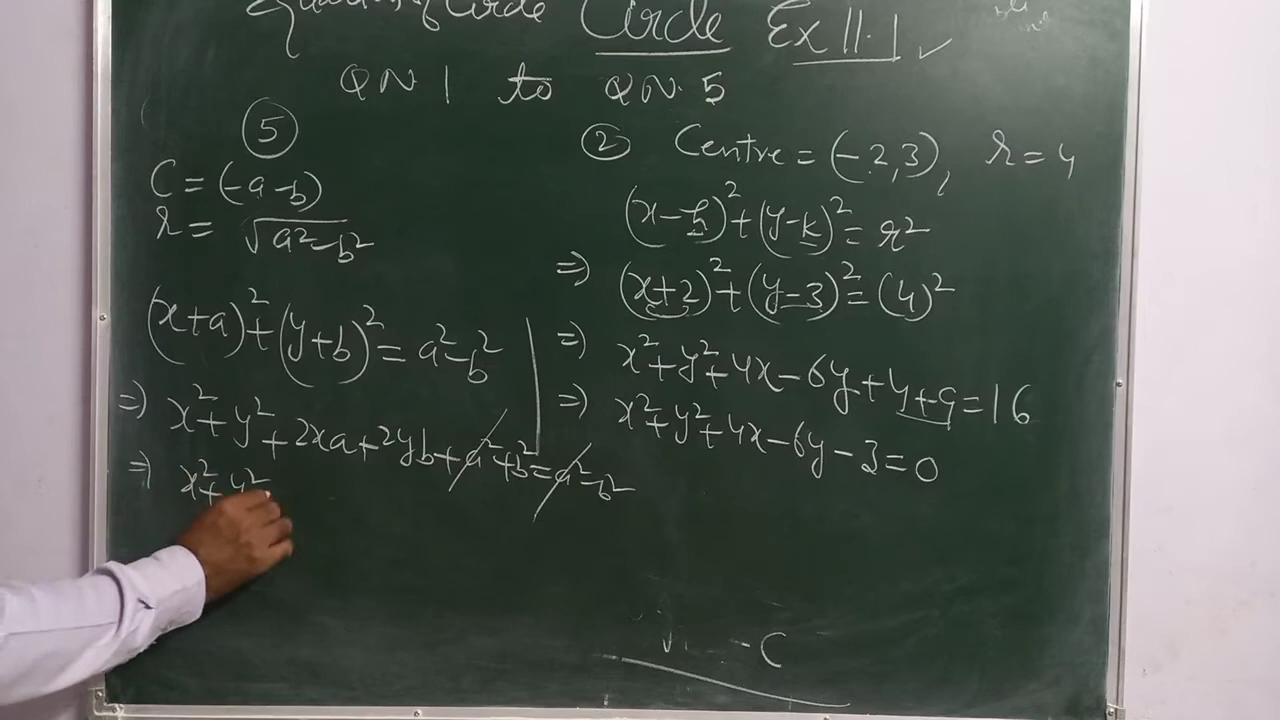 Circle Circle Ex 11.1 ✓
QN 1 to QN. 5
⑤
C = (-a -b)
r = √a²-b²
(x+a)²+(y+b)² = a²-b²
⇒ x²+y²+2xa+2yb+a²+b²=a²-b²
⇒ x²+y²
② Centre = (-2,3), r = 4
(x-h)²+(y-k)²=r²
⇒ (x+2)²+(y-3)²=(4)²
⇒ x²+y²+4x-6y+4+9=16
⇒ x²+y²+4x-6y-3=0
-C